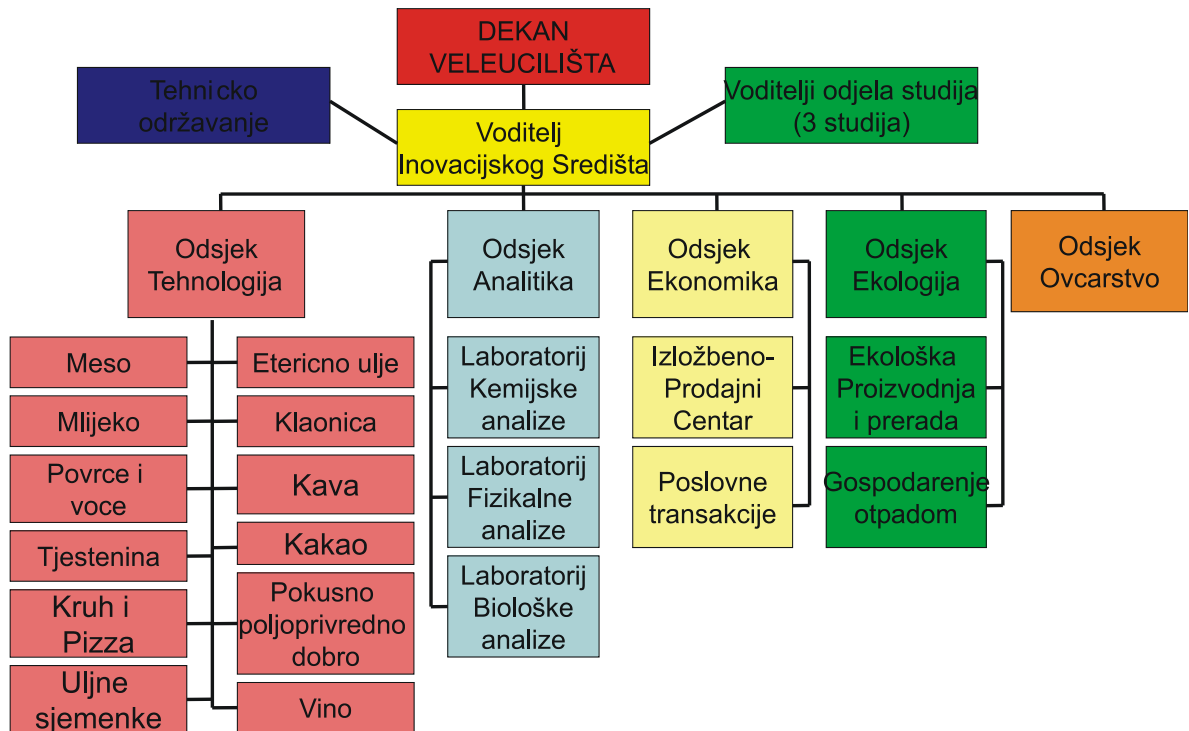 DEKAN
VELEUCILIŠTA
Tehnicko
održavanje
Voditelji odjela studija
(3 studija)
Voditelj
Inovacijskog Središta
Odsjek
Tehnologija
Odsjek
Analitika
Odsjek
Ekonomika
Odsjek
Ekologija
Odsjek
Ovcarstvo
Meso
Mlijeko
Povrce i
voce
Tjestenina
Kruh i
Pizza
Uljne
sjemenke
Etericno ulje
Klaonica
Kava
Kakao
Pokusno
poljoprivredno
dobro
Vino
Laboratorij
Kemijske
analize
Laboratorij
Fizikalne
analize
Laboratorij
Biološke
analize
Izložbeno-
Prodajni
Centar
Poslovne
transakcije
Ekološka
Proizvodnja
i prerada
Gospodarenje
otpadom